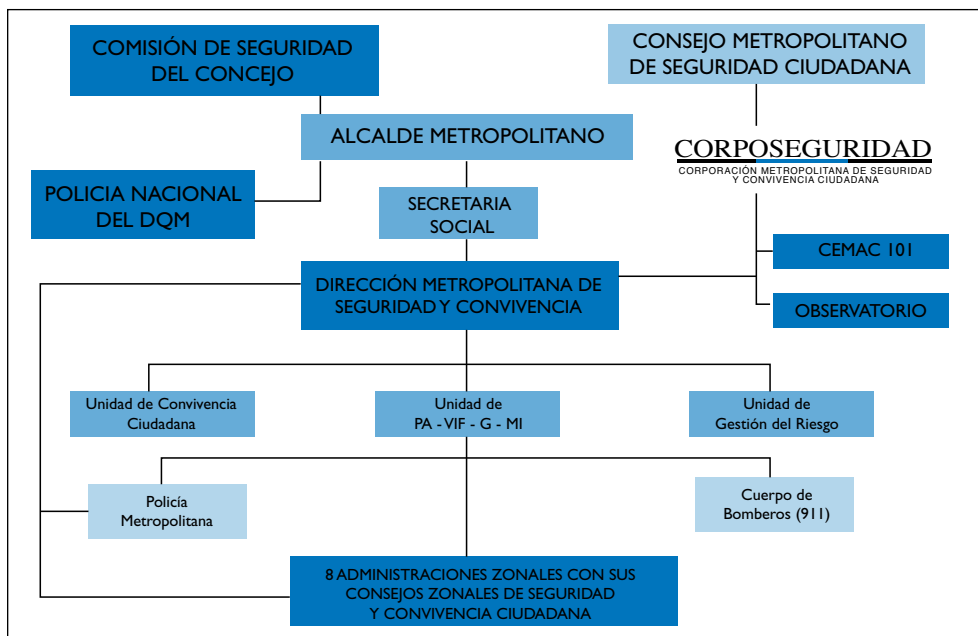 COMISIÓN DE SEGURIDAD
DEL CONCEJO
CONSEJO METROPOLITANO
DE SEGURIDAD CIUDADANA
ALCALDE METROPOLITANO
CORPOSEGURIDAD
CORPORACIÓN METROPOLITANA DE SEGURIDAD
Y CONVIVENCIA CIUDADANA
POLICIA NACIONAL
DEL DQM
SECRETARIA
SOCIAL
CEMAC 101
DIRECCIÓN METROPOLITANA DE
SEGURIDAD Y CONVIVENCIA
OBSERVATORIO
Unidad de Convivencia
Ciudadana
Unidad de
PA - VIF - G - MI
Unidad de
Gestión del Riesgo
Policía
Metropolitana
Cuerpo de
Bomberos (911)
8 ADMINISTRACIONES ZONALES CON SUS
CONSEJOS ZONALES DE SEGURIDAD
Y CONVIVENCIA CIUDADANA